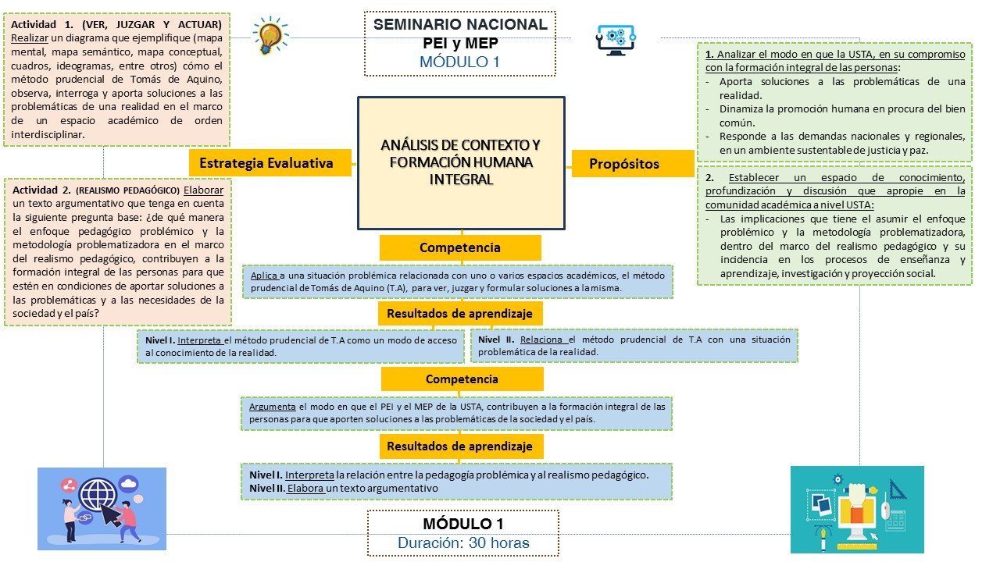 SEMINARIO NACIONAL
PEI y MEP
MÓDULO 1
Actividad 1. (VER, JUZGAR Y ACTUAR)
Realizar un ograma que ejemplifique (mapa
mental, mapa semántico, mapa conceptual,
cuadros, ideogramas, entre otros) cómo el
método prudencial de Tomás de Aquino,
observa, interroga y aporta soluciones a las
problemáticas de una realidad en el marco
de un espacio académico de orden
interdisciplinar.
Estrategia Evaluativa
Actividad 2. (REALISMO PEDAGÓGICO) Elaborar
un texto argumentativo que tenga en cuenta
la siguiente pregunta base: ¿de qué manera
el enfoque pedagógico problémico y la
metodología problematizadora en el marco
del realismo pedagógico, contribuyen a la
formación integral de las personas para que
estén en condiciones de aportar soluciones a
las problemáticas y a las necesidades de la
sociedad y el país?
ANÁLISIS DE CONTEXTO Y
FORMACIÓN HUMANA
INTEGRAL
Propósitos
1. Analizar el modo en que la USTA, en su compromiso
con la formación integral de las personas:
- Aporta soluciones a las problemáticas de una
realidad.
- Dinamiza la promoción humana en procura del bien
común.
- Responde a las demandas nacionales y regionales,
en un ambiente sustentable de justicia y paz.
2. Establecer un espacio de conocimiento,
profundización y discusión que apropie en la
comunidad académica a nivel USTA:
- Las implicaciones que tiene el asumir el enfoque
problémico y la metodología problematizadora,
dentro del marco del realismo pedagógico y su
incidencia en los procesos de enseñanza y
aprendizaje, investigación y proyección social.
Competencia
Aplica a una situación problémica relacionada con uno o varios espacios académicos, el método
prudencial de Tomás de Aquino (T.A), para ver, juzgar y formular soluciones a la misma.
Resultados de aprendizaje
Nivel I. Interpreta el método prudencial de T.A como un modo de acceso
al conocimiento de la realidad.
Nivel II. Relaciona el método prudencial de T.A con una situación
problemática de la realidad.
Competencia
Argumenta el modo en que el PEI y el MEP de la USTA, contribuyen a la formación integral de las
personas para que aporten soluciones a las problemáticas de la sociedad y el país.
Resultados de aprendizaje
Nivel I. Interpreta la relación entre la pedagogía problémica y al realismo pedagógico.
Nivel II. Elabora un texto argumentativo
MÓDULO 1
Duración: 30 horas